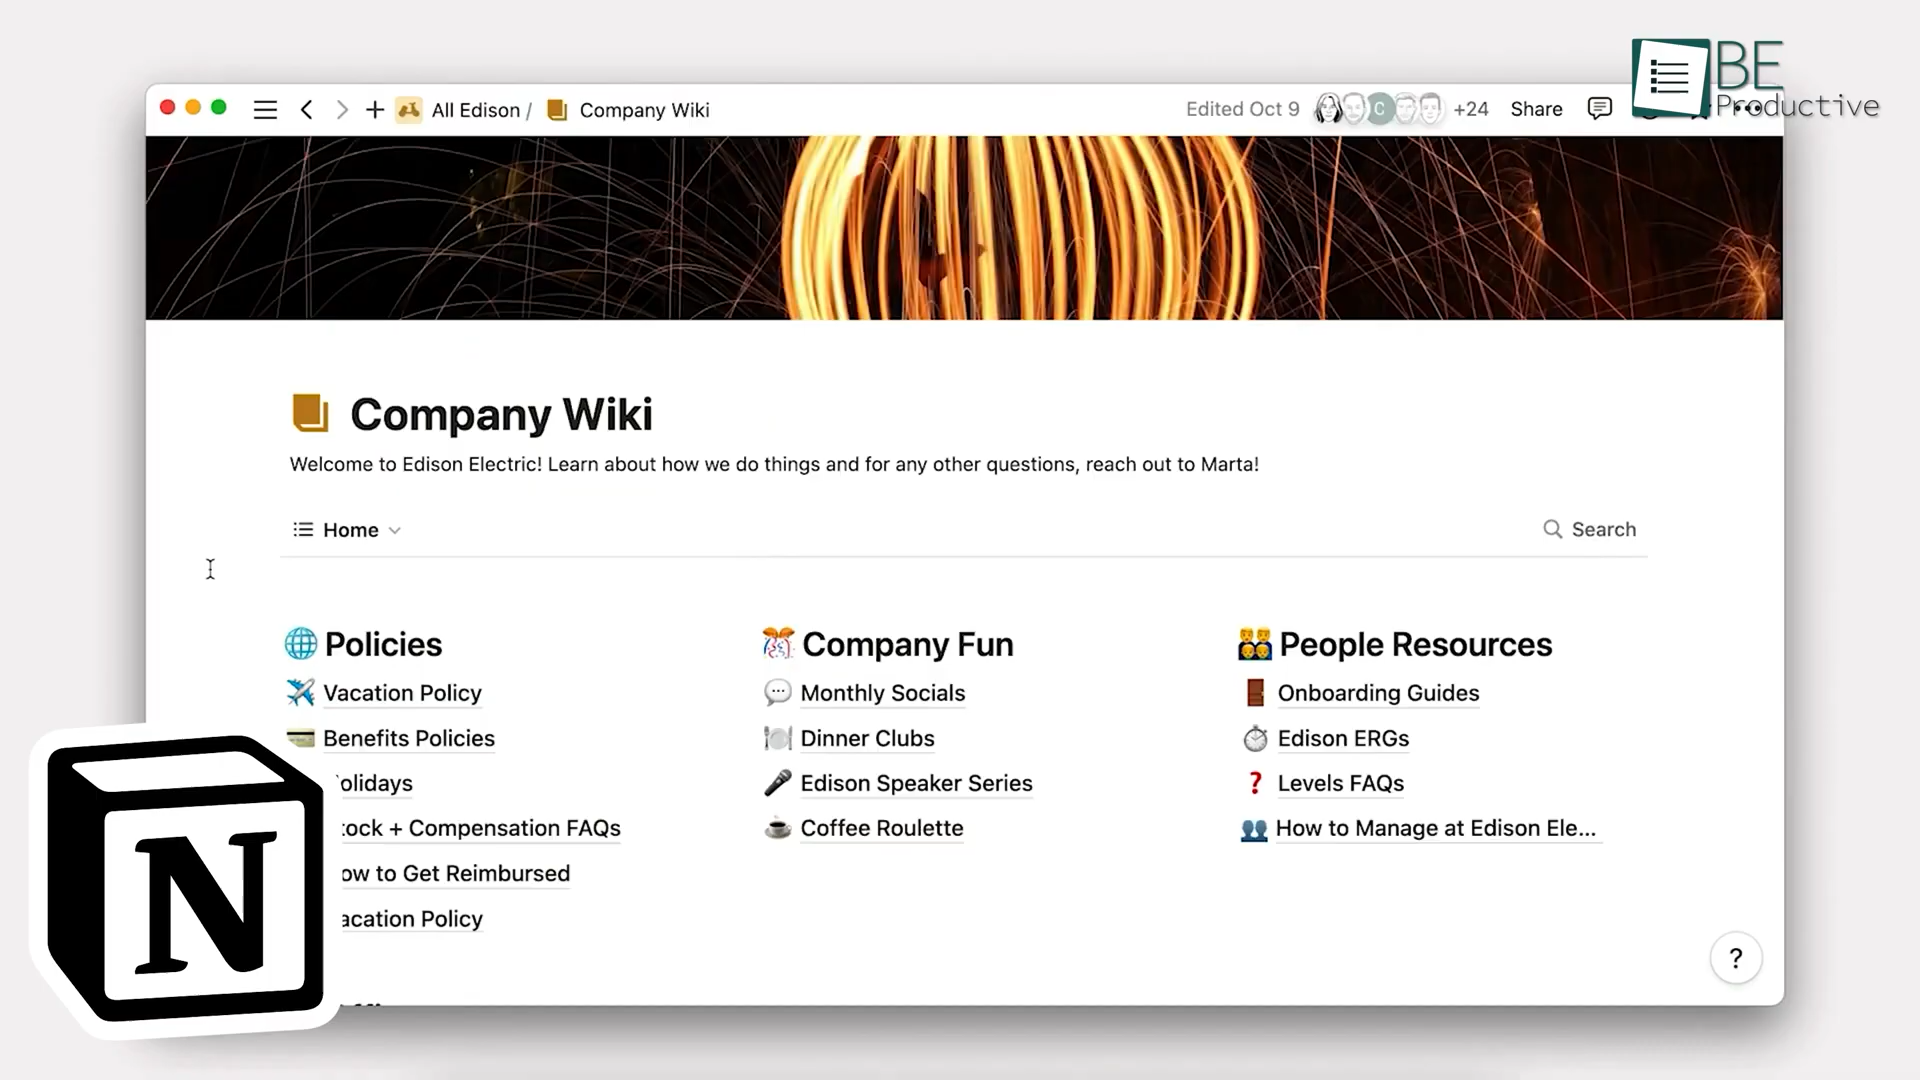 BE
Productive
All Edison / Company Wiki
Edited Oct 9 C +24 Share
Company Wiki
Welcome to Edison Electric! Learn about how we do things and for any other questions, reach out to Marta!
Home
Search
Policies
Vacation Policy
Benefits Policies
olidays
tock + Compensation FAQs
ow to Get Reimbursed
acation Policy
Company Fun
Monthly Socials
Dinner Clubs
Edison Speaker Series
Coffee Roulette
People Resources
Onboarding Guides
Edison ERGs
Levels FAQs
How to Manage at Edison Ele...
N
?